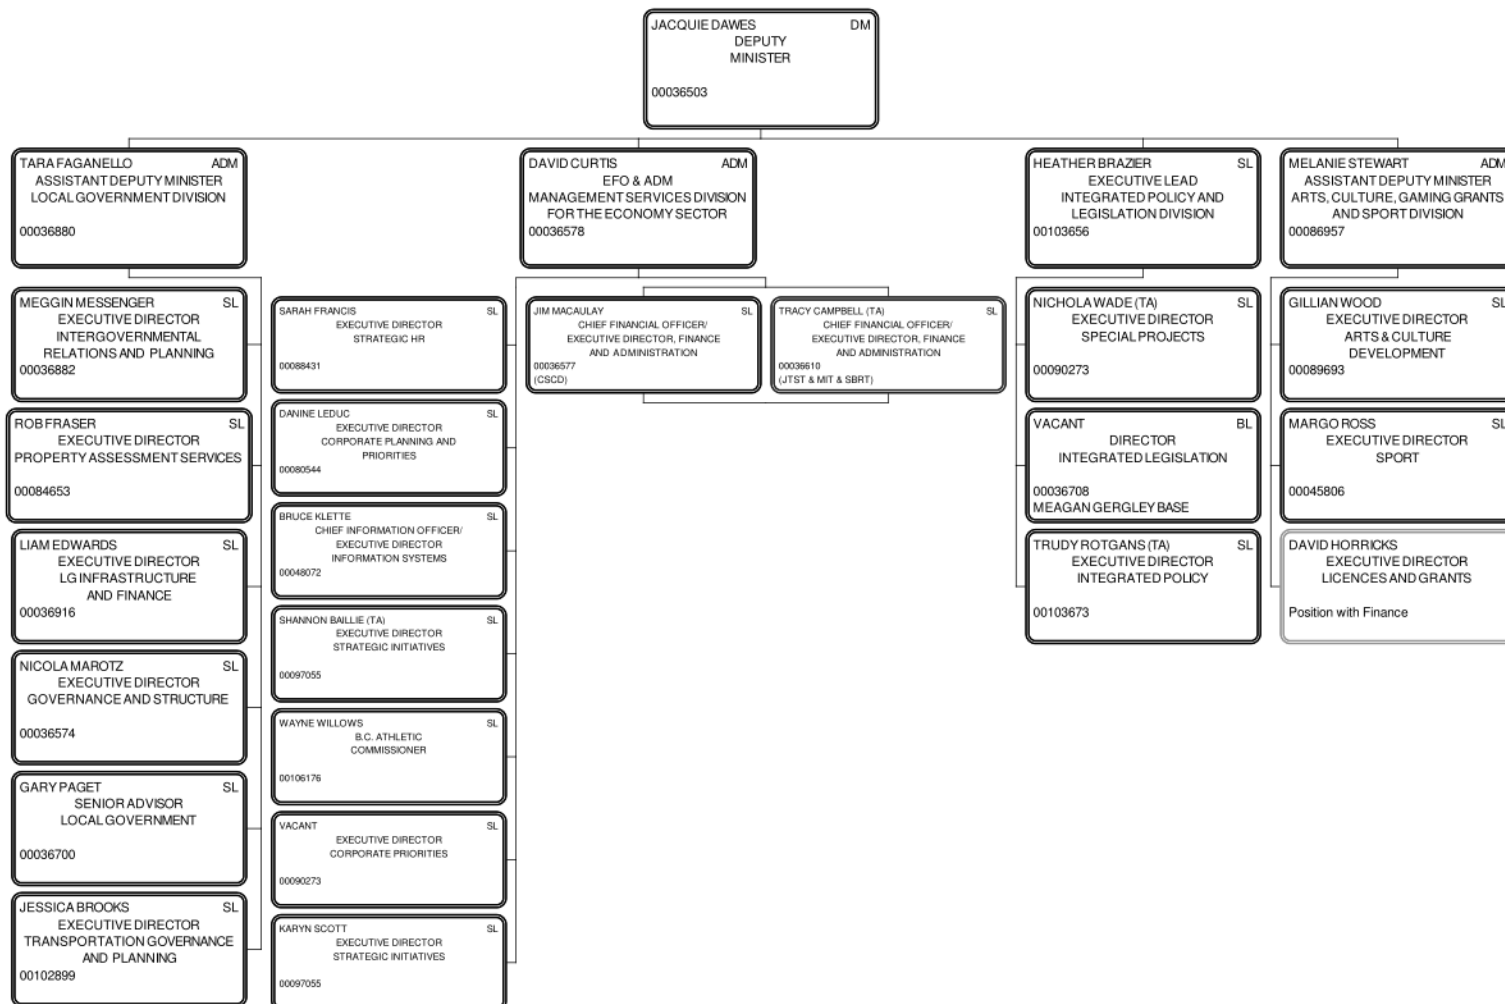 JACQUIE DAWES DM
DEPUTY
MINISTER
00036503
TARA FAGANELLO ADM
ASSISTANT DEPUTY MINISTER
LOCAL GOVERNMENT DIVISION
00036880
DAVID CURTIS ADM
EFO & ADM
MANAGEMENT SERVICES DIVISION
FOR THE ECONOMY SECTOR
00036578
HEATHER BRAZIER SL
EXECUTIVE LEAD
INTEGRATED POLICY AND
LEGISLATION DIVISION
00103656
MELANIE STEWART ADM
ASSISTANT DEPUTY MINISTER
ARTS, CULTURE, GAMING GRANTS
AND SPORT DIVISION
00086957
MEGGIN MESSENGER SL
EXECUTIVE DIRECTOR
INTERGOVERNMENTAL
RELATIONS AND PLANNING
00036882
ROB FRASER SL
EXECUTIVE DIRECTOR
PROPERTY ASSESSMENT SERVICES
00084653
LIAM EDWARDS SL
EXECUTIVE DIRECTOR
LG INFRASTRUCTURE
AND FINANCE
00036916
NICOLA MAROTZ SL
EXECUTIVE DIRECTOR
GOVERNANCE AND STRUCTURE
00036574
GARY PAGET SL
SENIOR ADVISOR
LOCAL GOVERNMENT
00036700
JESSICA BROOKS SL
EXECUTIVE DIRECTOR
TRANSPORTATION GOVERNANCE
AND PLANNING
00102899
SARAH FRANCIS SL
EXECUTIVE DIRECTOR
STRATEGIC HR
00088431
DANINE LEDUC SL
EXECUTIVE DIRECTOR
CORPORATE PLANNING AND
PRIORITIES
00080544
BRUCE KLETTE SL
CHIEF INFORMATION OFFICER/
EXECUTIVE DIRECTOR
INFORMATION SYSTEMS
00048072
SHANNON BAILLIE (TA) SL
EXECUTIVE DIRECTOR
STRATEGIC INITIATIVES
00097055
WAYNE WILLOWS SL
B.C. ATHLETIC
COMMISSIONER
00106176
VACANT SL
EXECUTIVE DIRECTOR
CORPORATE PRIORITIES
00090273
KARYN SCOTT SL
EXECUTIVE DIRECTOR
STRATEGIC INITIATIVES
00097055
JIM MACAULAY SL
CHIEF FINANCIAL OFFICER/
EXECUTIVE DIRECTOR, FINANCE
AND ADMINISTRATION
00036577
(CSCD)
TRACY CAMPBELL (TA) SL
CHIEF FINANCIAL OFFICER/
EXECUTIVE DIRECTOR, FINANCE
AND ADMINISTRATION
00036610
(JTST & MIT & SBRT)
NICHOLA WADE (TA) SL
EXECUTIVE DIRECTOR
SPECIAL PROJECTS
00090273
VACANT BL
DIRECTOR
INTEGRATED LEGISLATION
00036708
MEAGAN GERGLEY BASE
TRUDY ROTGANS (TA) SL
EXECUTIVE DIRECTOR
INTEGRATED POLICY
00103673
GILLIAN WOOD SL
EXECUTIVE DIRECTOR
ARTS & CULTURE
DEVELOPMENT
00089693
MARGO ROSS SL
EXECUTIVE DIRECTOR
SPORT
00045806
DAVID HORRICKS
EXECUTIVE DIRECTOR
LICENCES AND GRANTS
Position with Finance